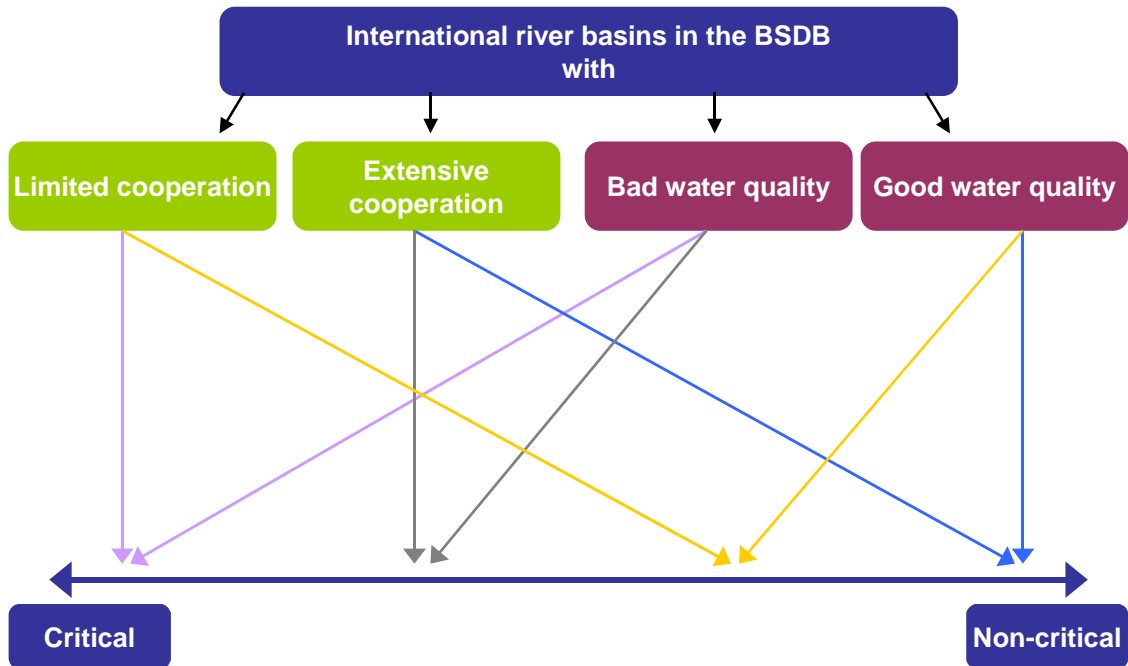 International river basins in the BSDB
with
Limited cooperation
Extensive
cooperation
Bad water quality
Good water quality
Critical
Non-critical